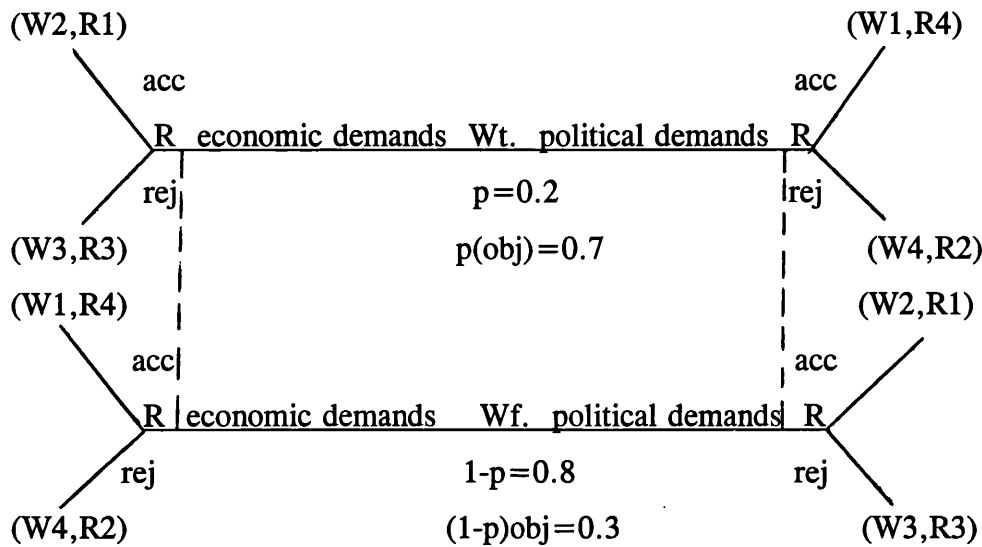 (W2,R1) (W1,R4)
acc acc
R economic demands Wt. political demands R
rej p=0.2 rej
(W3,R3) p(obj)=0.7 (W4,R2)
(W1,R4) (W2,R1)
acc acc
R economic demands Wf. political demands R
rej 1-p=0.8 rej
(W4,R2) (1-p)obj=0.3 (W3,R3)